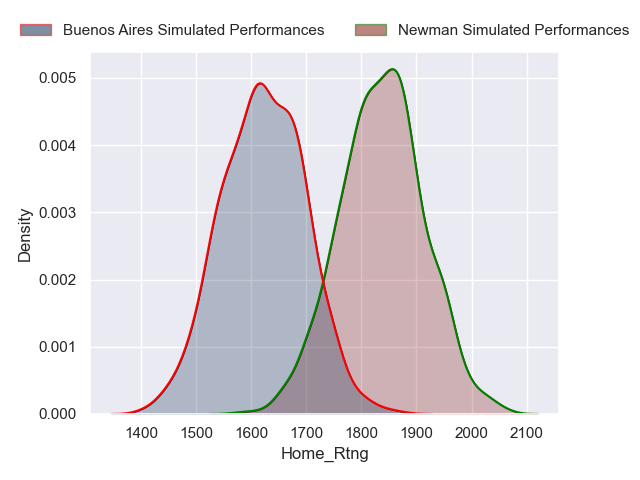 Buenos Aires Simulated Performances
Newman Simulated Performances
0.005
0.004
0.003
0.002
0.001
0.000
Density
1400 1500 1600 1700 1800 1900 2000 2100
Home_Rtng